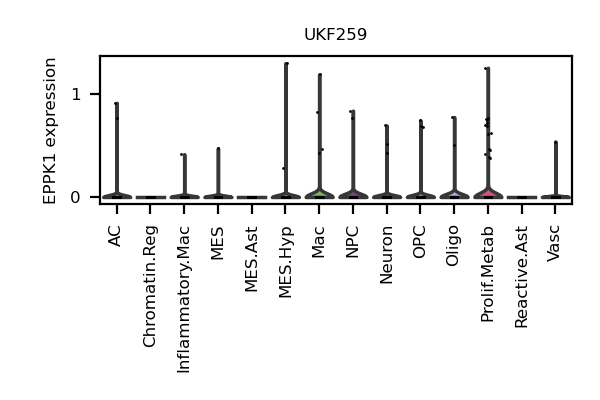 UKF259
EPPK1 expression
1
0
AC
Chromatin.Reg
Inflammatory.Mac
MES
MES.Ast
MES.Hyp
Mac
NPC
Neuron
OPC
Oligo
Prolif.Metab
Reactive.Ast
Vasc